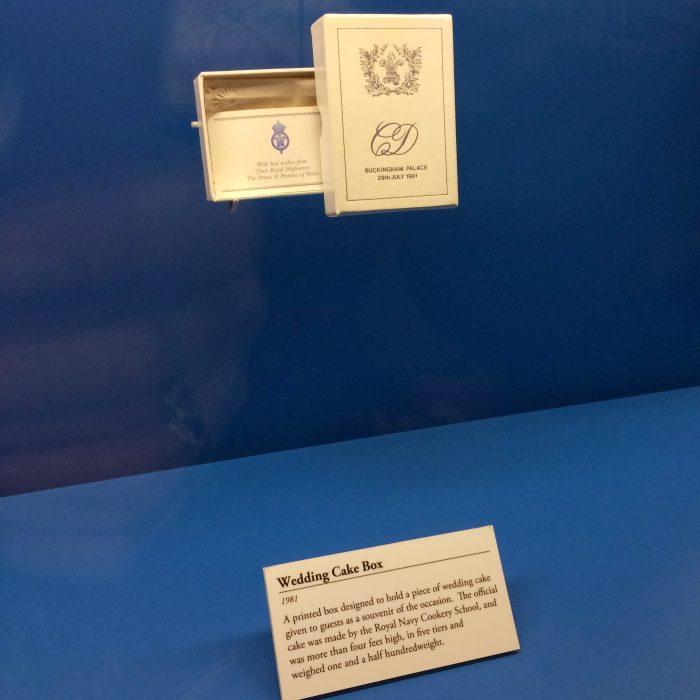 With best wishes from
Their Royal Highnesses
The Prince & Princess of Wales
CD
BUCKINGHAM PALACE
29th JULY 1981
Wedding Cake Box
1981
A printed box designed to hold a piece of wedding cake
given to guests as a souvenir of the occasion. The official
cake was made by the Royal Navy Cookery School, and
was more than four feet high, in five tiers and
weighed one and a half hundredweight.